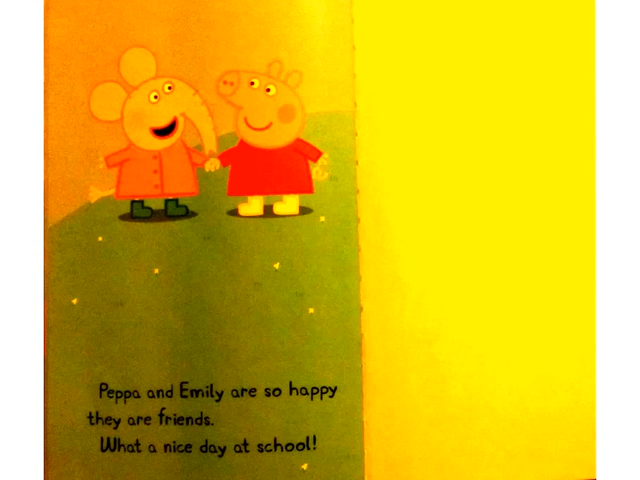 Peppa and Emily are so happy
they are friends.
What a nice day at school!